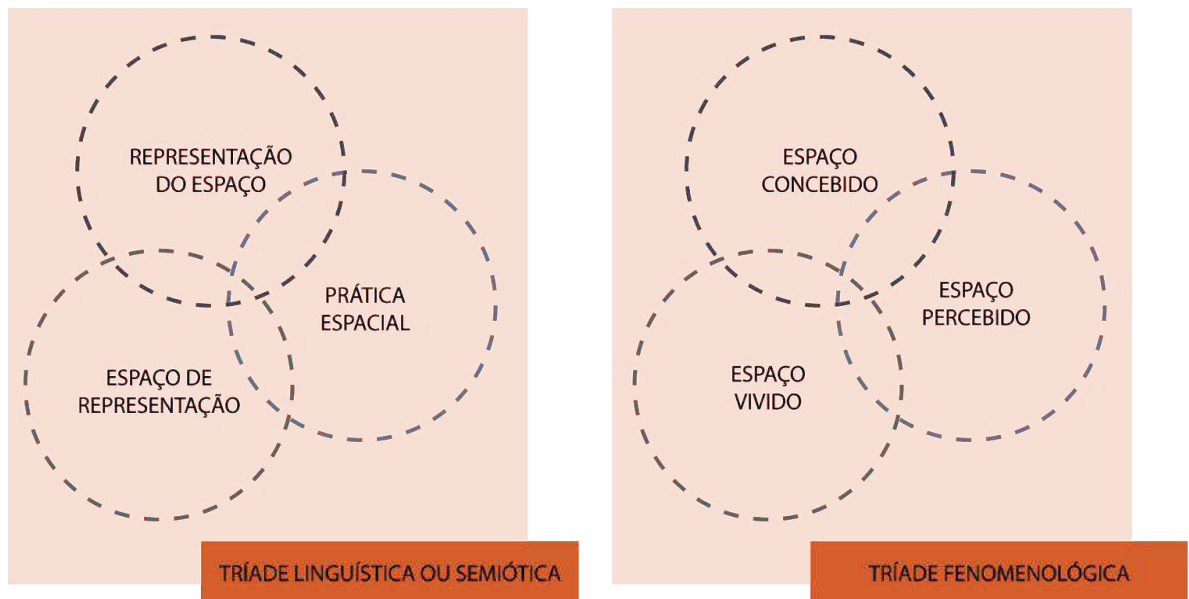 REPRESENTAÇÃO
DO ESPAÇO
PRÁTICA
ESPACIAL
ESPAÇO DE
REPRESENTAÇÃO
TRÍADE LINGUÍSTICA OU SEMIÓTICA
ESPAÇO
CONCEBIDO
ESPAÇO
PERCEBIDO
ESPAÇO
VIVIDO
TRÍADE FENOMENOLÓGICA